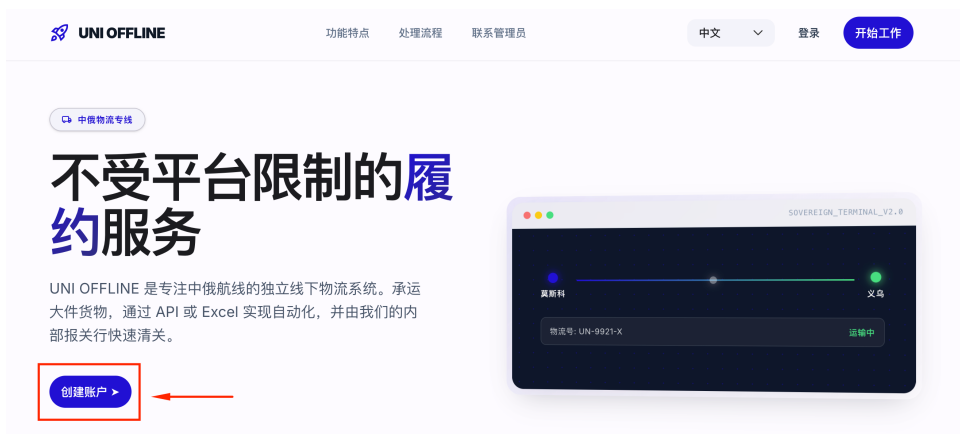 UNI OFFLINE
功能特点
处理流程
联系管理员
中文
登录
开始工作
中俄物流专线
不受平台限制的履
约服务
UNI OFFLINE 是专注中俄航线的独立线下物流系统。承运
大件货物，通过 API 或 Excel 实现自动化，并由我们的内
部报关行快速清关。
创建账户 ➤
SOVEREIGN_TERMINAL_V2.0
莫斯科
义乌
物流号: UN-9921-X
运输中